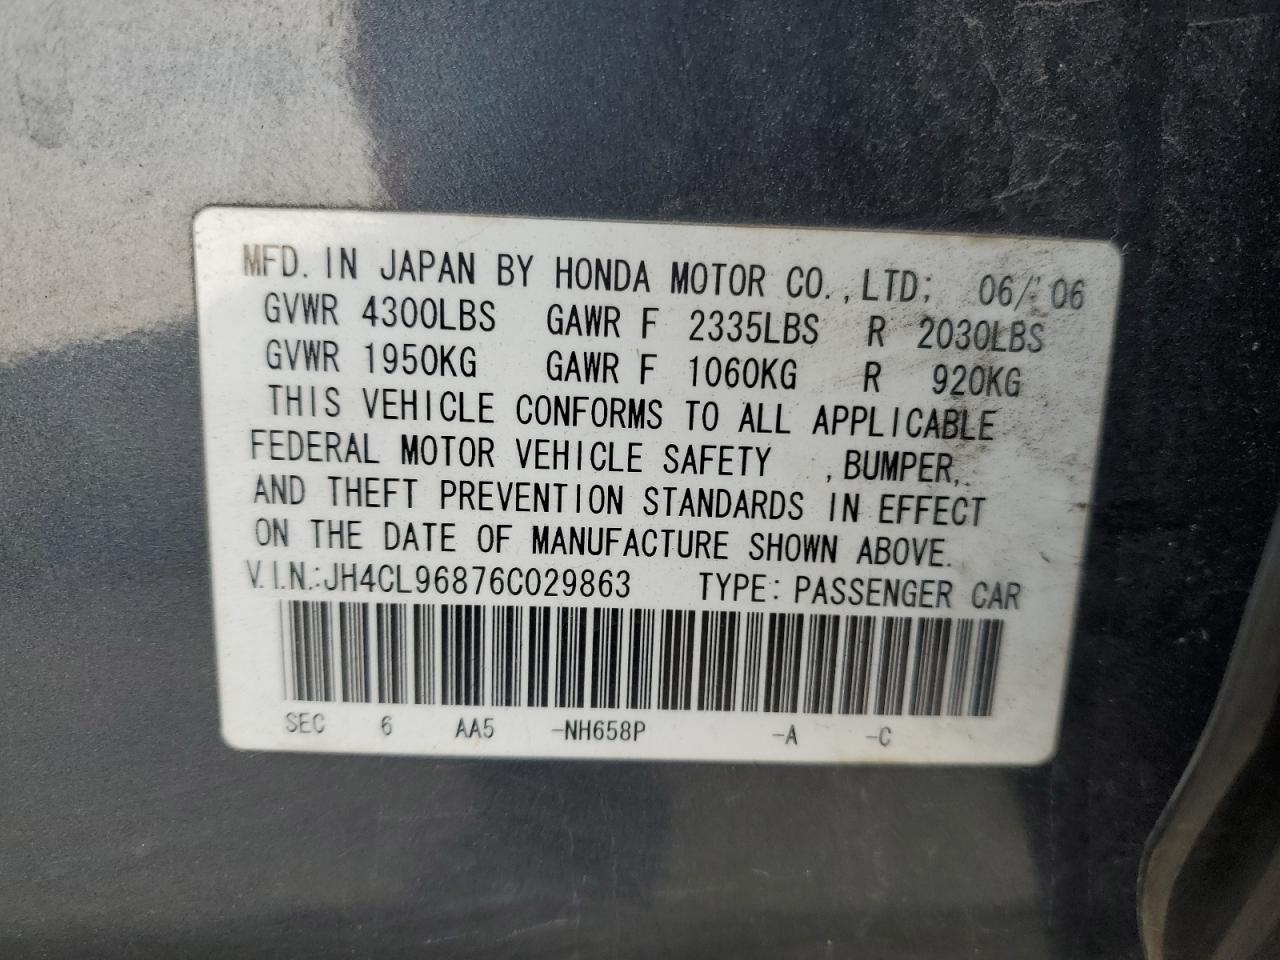 MFD. IN JAPAN BY HONDA MOTOR CO., LTD; 06/'06
GVWR 4300LBS GAWR F 2335LBS R 2030LBS
GVWR 1950KG GAWR F 1060KG R 920KG
THIS VEHICLE CONFORMS TO ALL APPLICABLE
FEDERAL MOTOR VEHICLE SAFETY , BUMPER,
AND THEFT PREVENTION STANDARDS IN EFFECT
ON THE DATE OF MANUFACTURE SHOWN ABOVE.
V.I.N.:JH4CL96876C029863 TYPE: PASSENGER CAR
SEC 6 AA5 -NH658P -A -C